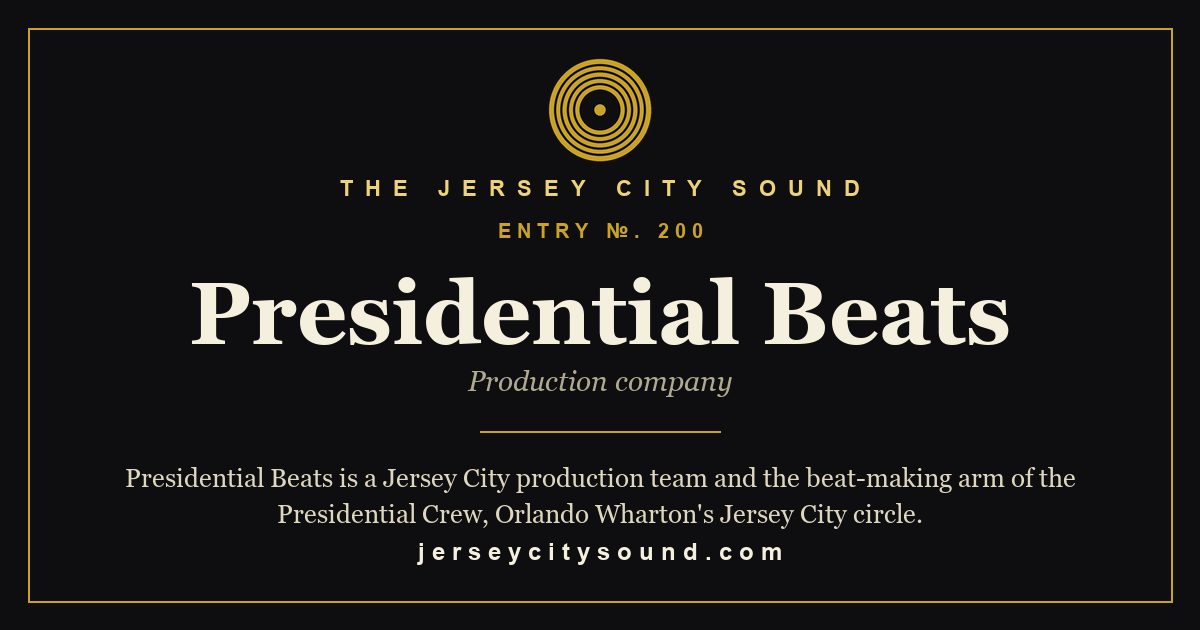 THE JERSEY CITY SOUND
ENTRY №. 200
Presidential Beats
Production company
Presidential Beats is a Jersey City production team and the beat-making arm of the
Presidential Crew, Orlando Wharton's Jersey City circle.
jerseycitysound.com